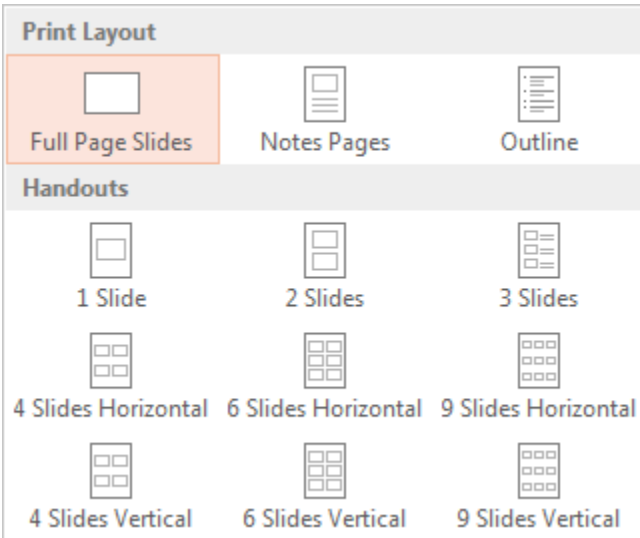 Print Layout
Full Page Slides
Notes Pages
Outline
Handouts
1 Slide
2 Slides
3 Slides
4 Slides Horizontal
6 Slides Horizontal
9 Slides Horizontal
4 Slides Vertical
6 Slides Vertical
9 Slides Vertical